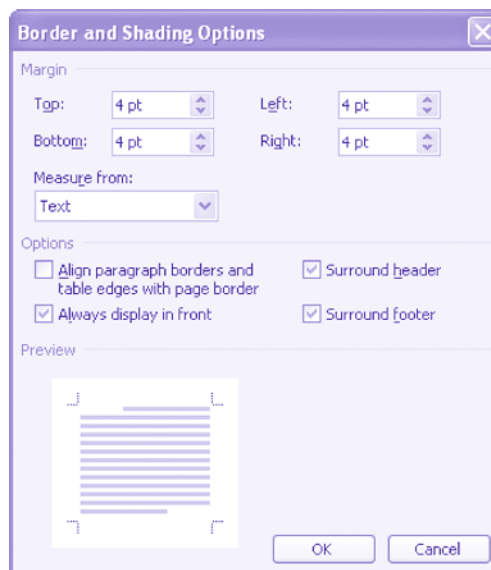 Border and Shading Options
Margin
Top: 4 pt Left: 4 pt
Bottom: 4 pt Right: 4 pt
Measure from:
Text
Options
Align paragraph borders and
table edges with page border
Surround header
Always display in front
Surround footer
Preview
OK Cancel